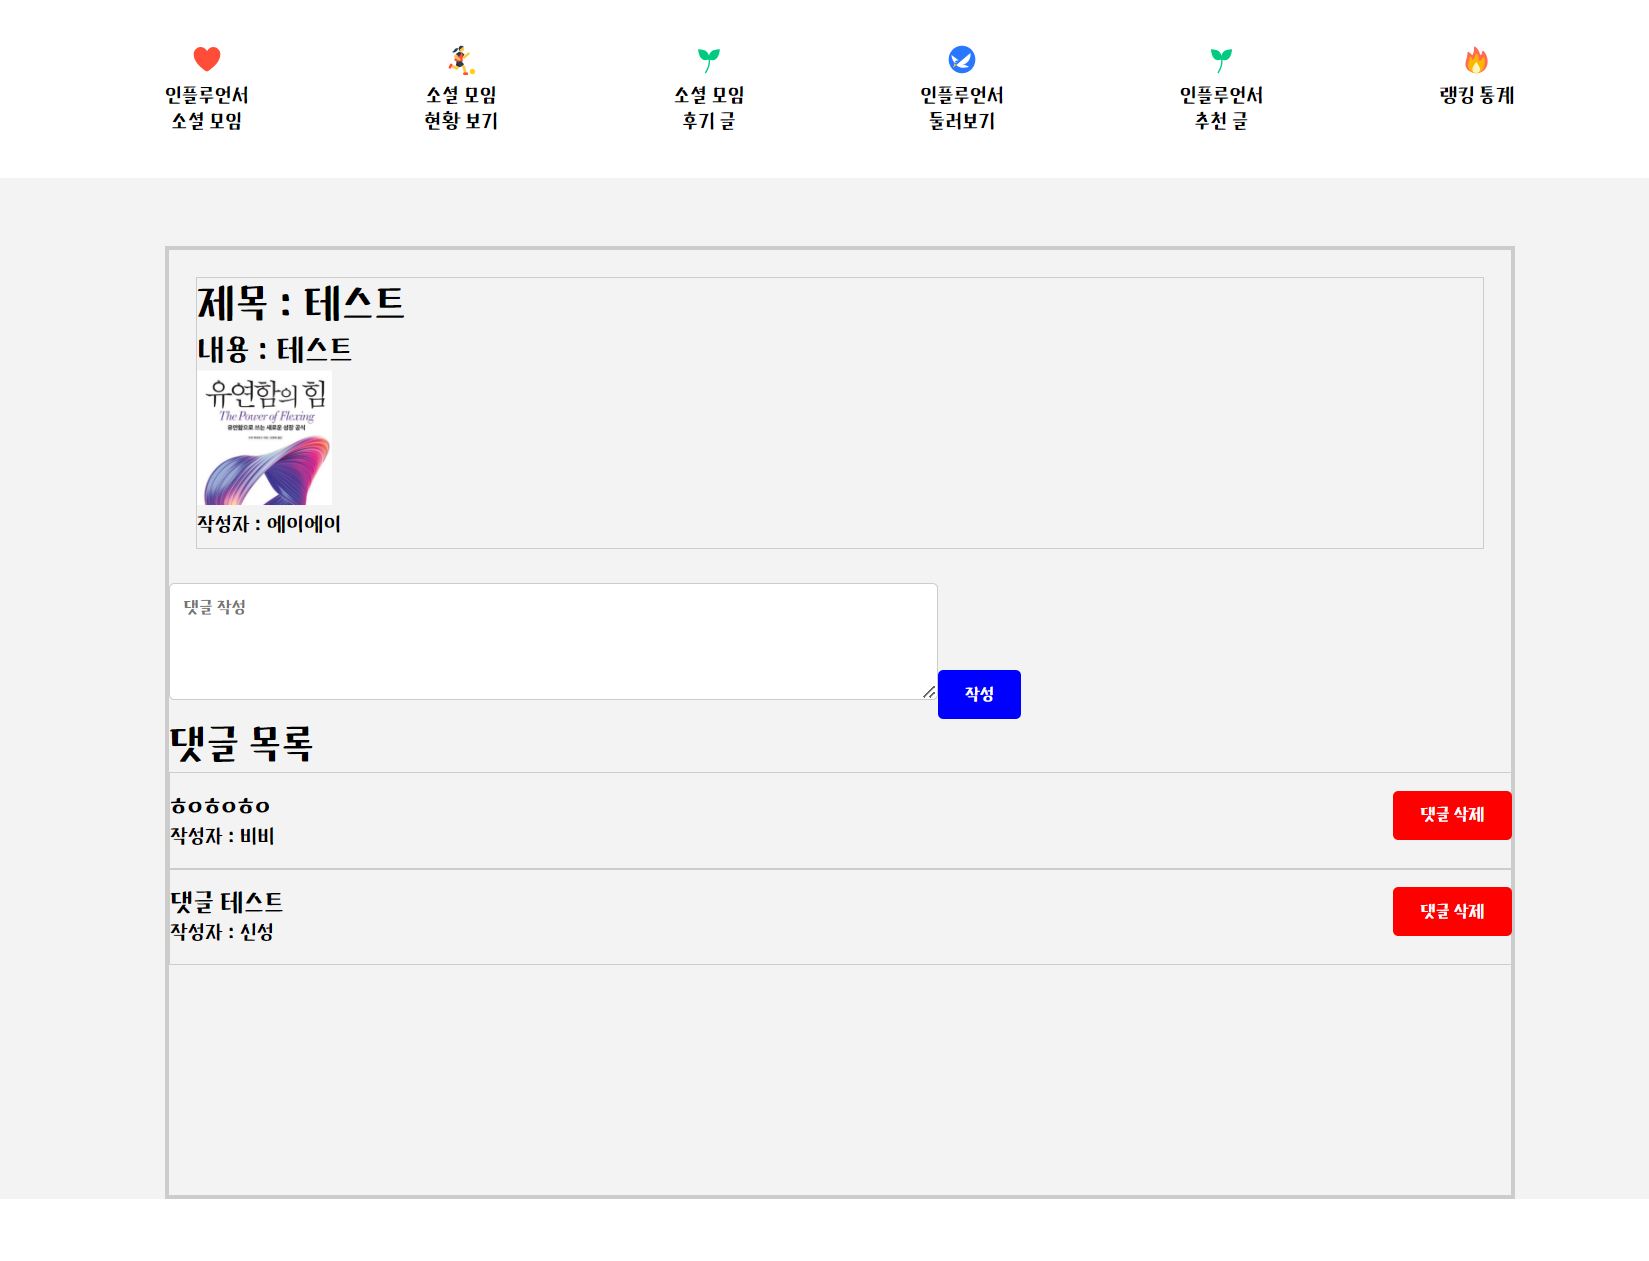 인플루언서
소셜 모임
소셜 모임
현황 보기
소셜 모임
후기 글
인플루언서
둘러보기
인플루언서
추천 글
랭킹 통계
제목 : 테스트
내용 : 테스트
유연함의 힘
The Power of Flexing
유연함으로 쓰는 새로운 성장 공식
작성자 : 에이에이
댓글 작성
작성
댓글 목록
ㅎㅇㅎㅇㅎㅇ
작성자 : 비비
댓글 삭제
댓글 테스트
작성자 : 신성
댓글 삭제